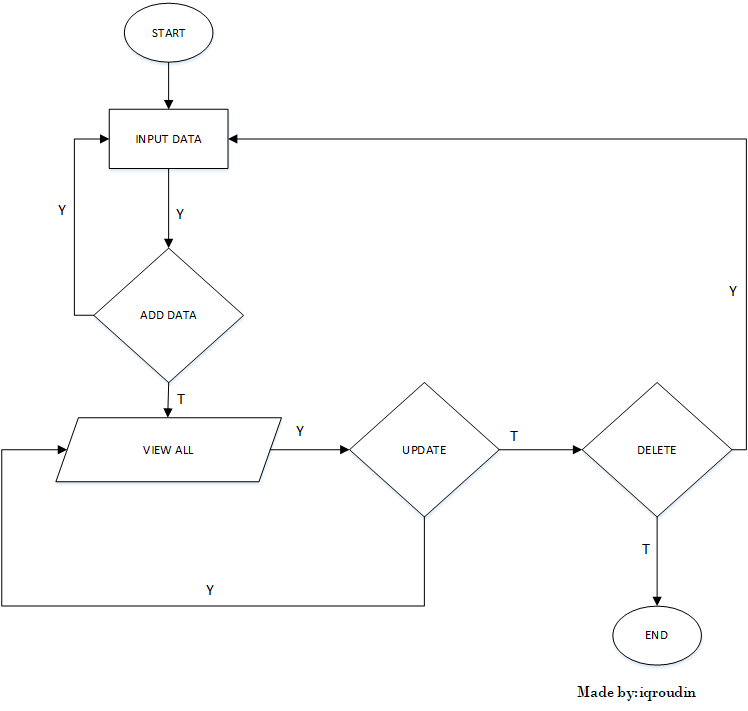 START
INPUT DATA
Y
Y
ADD DATA
T
VIEW ALL
Y
UPDATE
T
DELETE
Y
Y
T
END
Made by:iqroudin